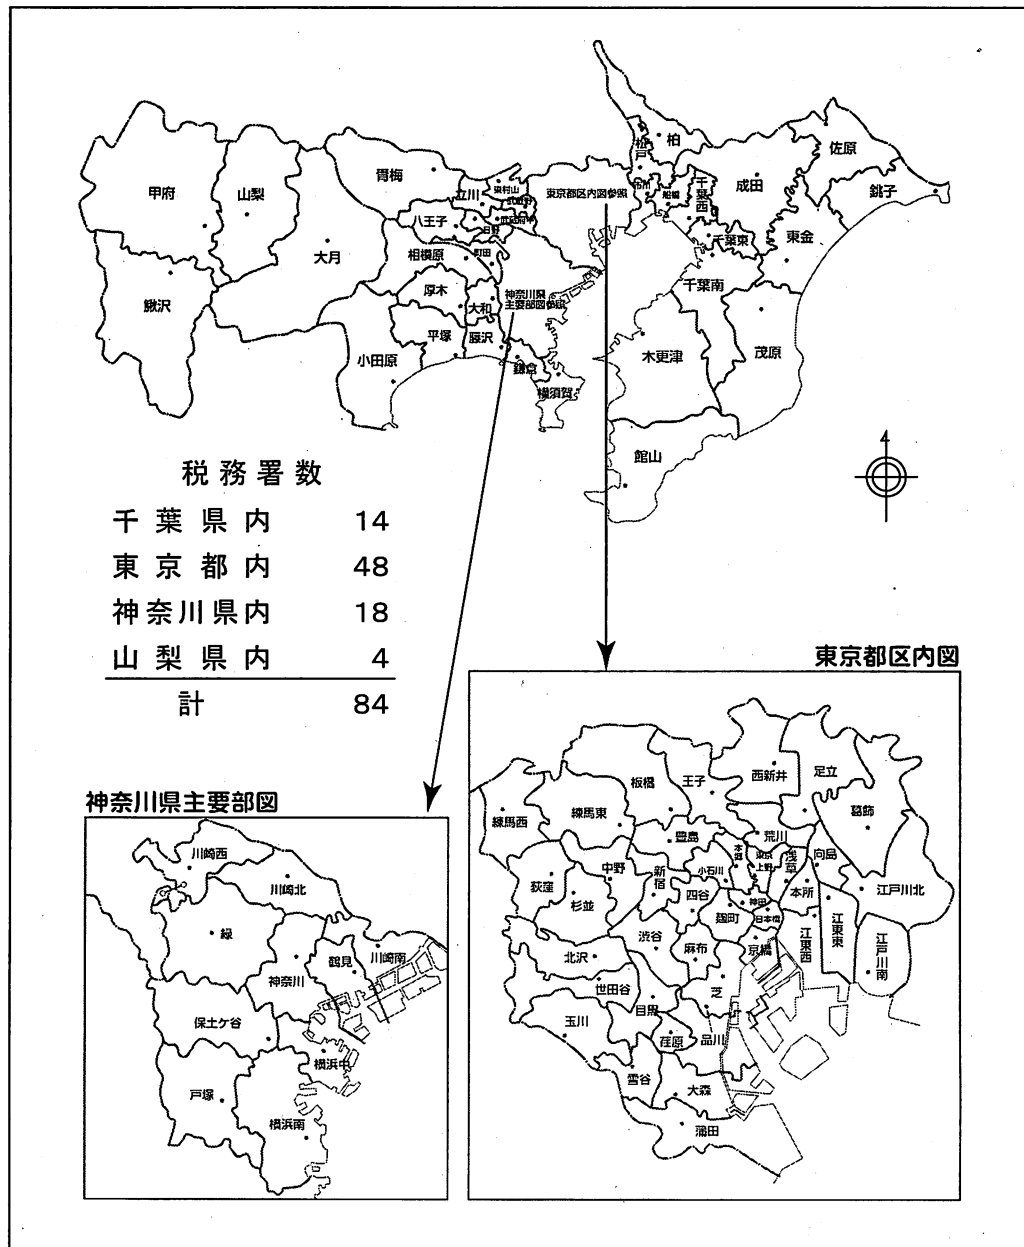 柏
松戸
佐原
甲府
山梨
青梅
立川
東村山
武蔵野
東京都区内図参照
市川
船橋
千葉西
成田
銚子
八王子
日野
武蔵府中
千葉東
東金
大月
相模原
町田
千葉南
鰍沢
厚木
大和
神奈川県
主要部図参照
小田原
平塚
藤沢
鎌倉
横須賀
木更津
茂原
館山
4
税務署数
千葉県内 14
東京都内 48
神奈川県内 18
山梨県内 4
計 84
東京都区内図
練馬西
練馬東
板橋
王子
西新井
足立
葛飾
豊島
荒川
本郷
東京上野
浅草
向島
中野
新宿
小石川
荻窪
杉並
四谷
神田
本所
江戸川北
麹町
日本橋
渋谷
麻布
京橋
江東西
江東東
江戸川南
北沢
世田谷
目黒
芝
玉川
荏原
品川
雪谷
大森
蒲田
神奈川県主要部図
川崎西
川崎北
緑
神奈川
鶴見
川崎南
保土ケ谷
横浜中
戸塚
横浜南